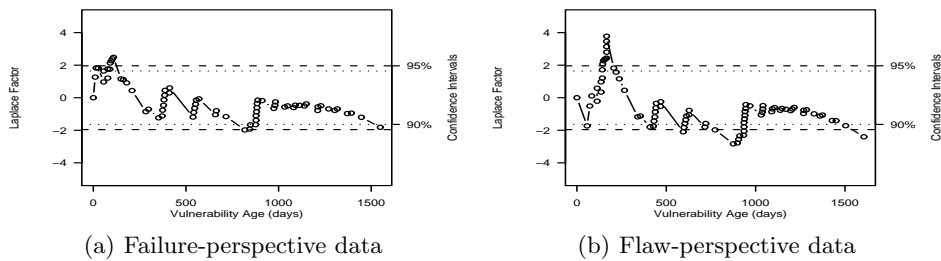 Laplace Factor
4
2
0
−2
−4
0
500
1000
1500
Vulnerability Age (days)
95%
90%
Confidence Intervals
(a) Failure-perspective data
Laplace Factor
4
2
0
−2
−4
0
500
1000
1500
Vulnerability Age (days)
95%
90%
Confidence Intervals
(b) Flaw-perspective data